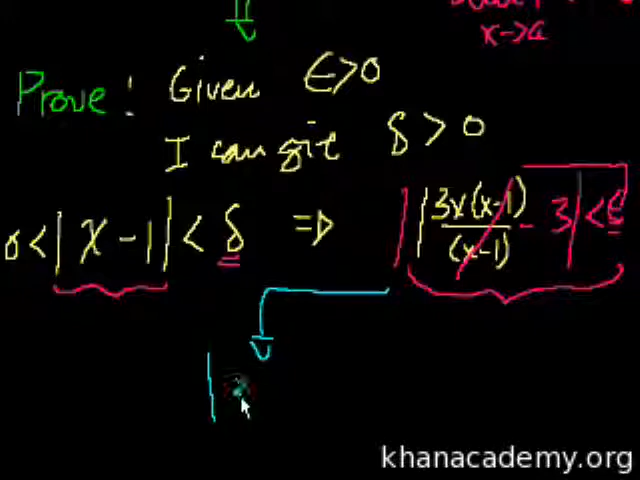 x→a
Prove! Given ϵ>0
I can give δ > 0
0<|x-1|<δ ⇒ ||3x(x-1)/(x-1) - 3|<ϵ
|
khanacademy.org